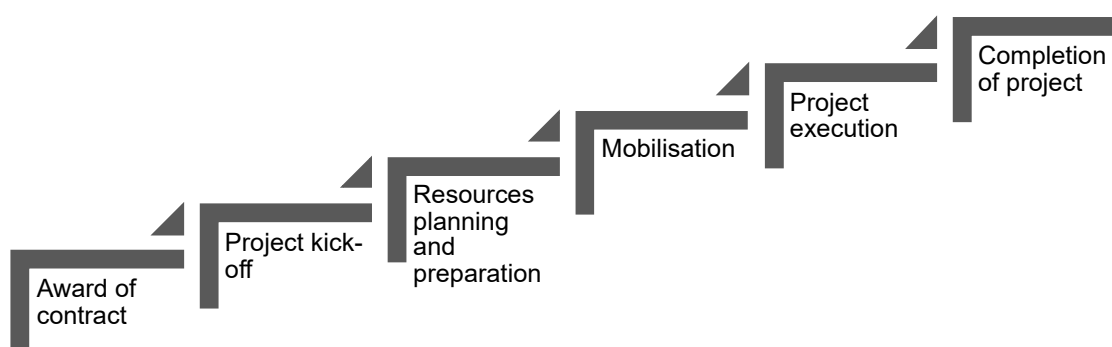 Award of
contract
Project kick-
off
Resources
planning
and
preparation
Mobilisation
Project
execution
Completion
of project